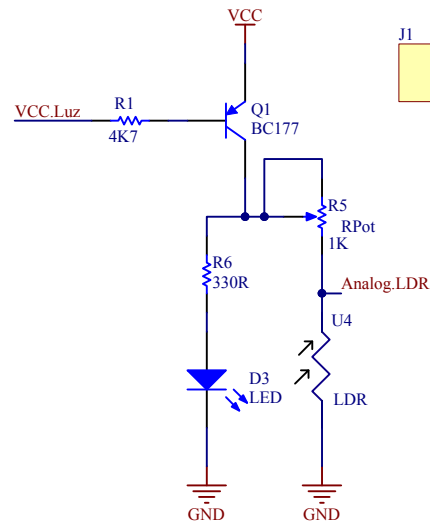 VCC
J1
VCC.Luz
R1
4K7
Q1
BC177
R5
RPot
1K
R6
330R
Analog.LDR
U4
D3
LED
LDR
GND
GND